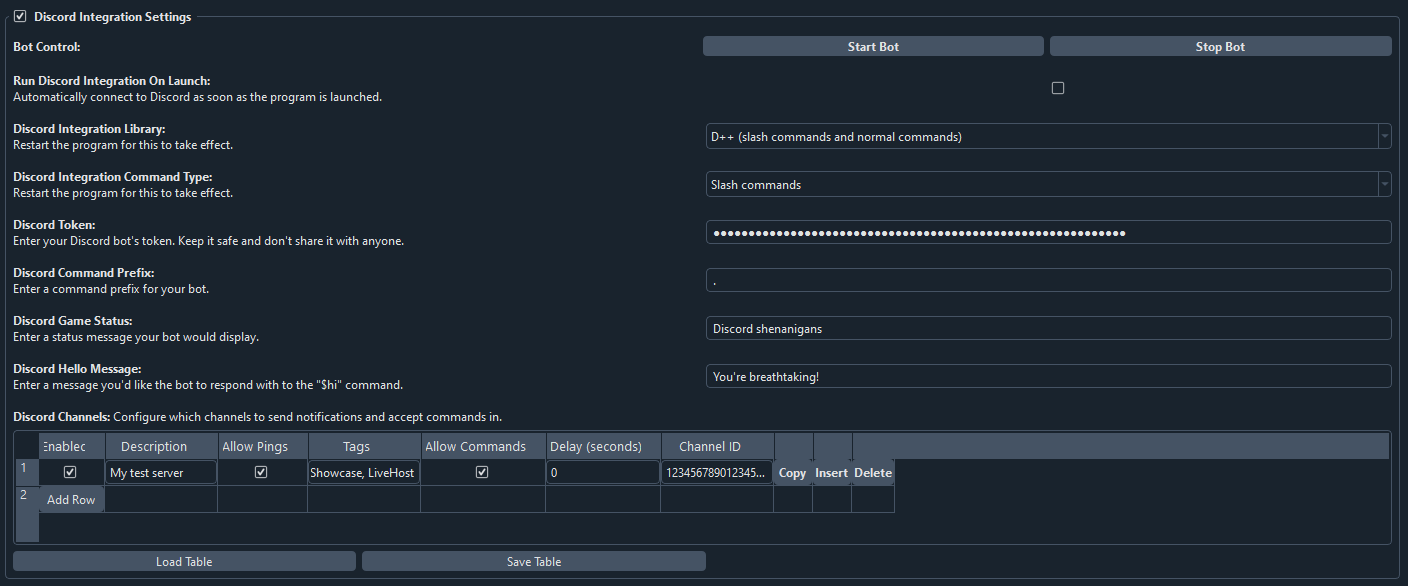 Discord Integration Settings
Bot Control:
Start Bot
Stop Bot
Run Discord Integration On Launch:
Automatically connect to Discord as soon as the program is launched.
Discord Integration Library:
Restart the program for this to take effect.
D++ (slash commands and normal commands)
Discord Integration Command Type:
Restart the program for this to take effect.
Slash commands
Discord Token:
Enter your Discord bot's token. Keep it safe and don't share it with anyone.
●●●●●●●●●●●●●●●●●●●●●●●●●●●●●●●●●●●●●●●●●●●●●●●●●●●●●●●●●●●
Discord Command Prefix:
Enter a command prefix for your bot.
.
Discord Game Status:
Enter a status message your bot would display.
Discord shenanigans
Discord Hello Message:
Enter a message you'd like the bot to respond with to the "$hi" command.
You're breathtaking!
Discord Channels: Configure which channels to send notifications and accept commands in.
Enablec Description Allow Pings Tags Allow Commands Delay (seconds) Channel ID
1 My test server Showcase, LiveHost 0 123456789012345... Copy Insert Delete
2 Add Row
Load Table
Save Table